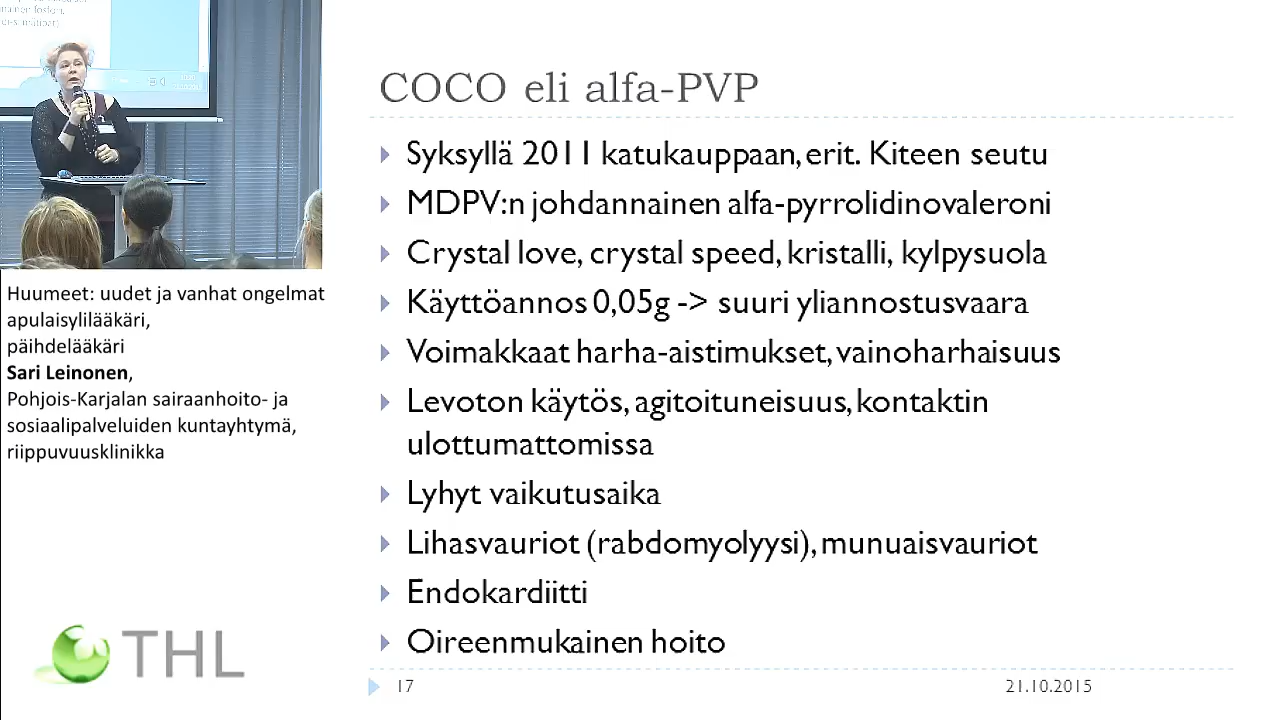 COCO eli alfa-PVP
Syksyllä 2011 katukauppaan, erit. Kiteen seutu
MDPV:n johdannainen alfa-pyrrolidinovaleroni
Crystal love, crystal speed, kristalli, kylpysuola
Käyttöannos 0,05g -> suuri yliannostusvaara
Voimakkaat harha-aistimukset, vainoharhaisuus
Levoton käytös, agitoituneisuus, kontaktin
ulottumattomissa
Lyhyt vaikutusaika
Lihasvauriot (rabdomyolyysi), munuaisvauriot
Endokardiitti
Oireenmukainen hoito
17
21.10.2015
Huumeet: uudet ja vanhat ongelmat
apulaisylilääkäri,
päihdelääkäri
Sari Leinonen,
Pohjois-Karjalan sairaanhoito- ja
sosiaalipalveluiden kuntayhtymä,
riippuvuusklinikka
THL